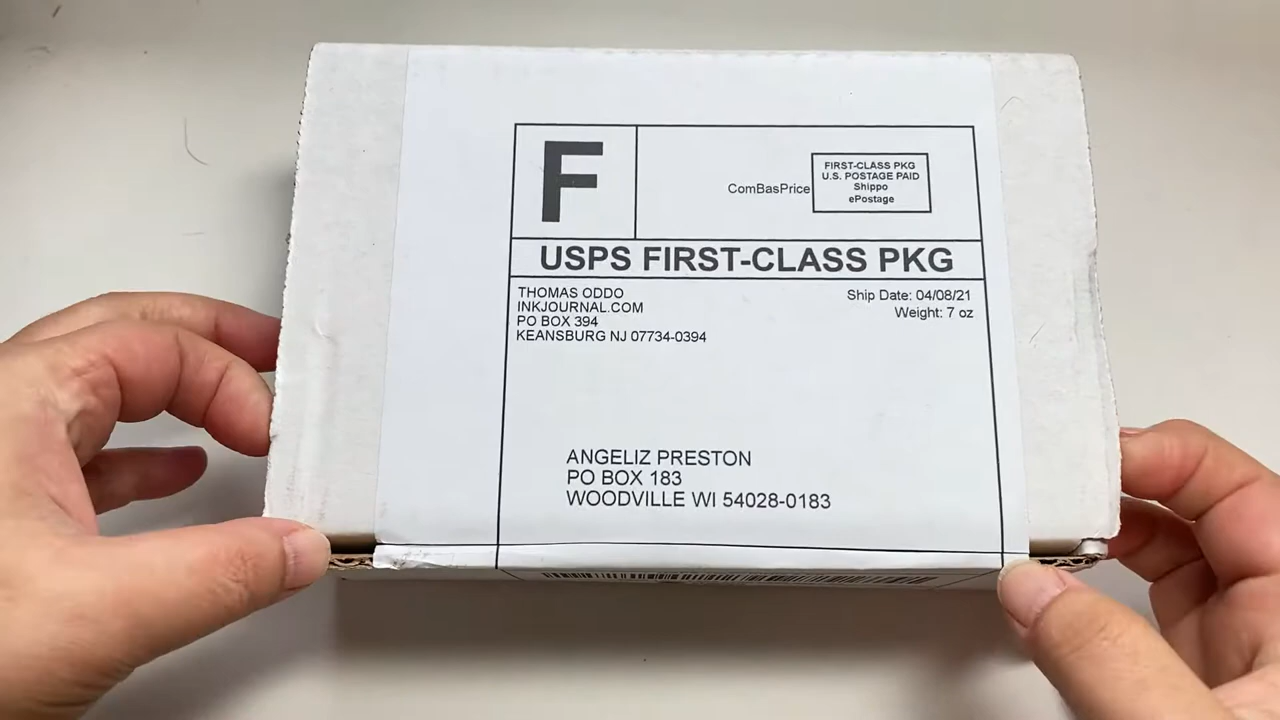 F
ComBasPrice
FIRST-CLASS PKG
U.S. POSTAGE PAID
Shippo
ePostage
USPS FIRST-CLASS PKG
THOMAS ODDO
INKJOURNAL.COM
PO BOX 394
KEANSBURG NJ 07734-0394
Ship Date: 04/08/21
Weight: 7 oz
ANGELIZ PRESTON
PO BOX 183
WOODVILLE WI 54028-0183